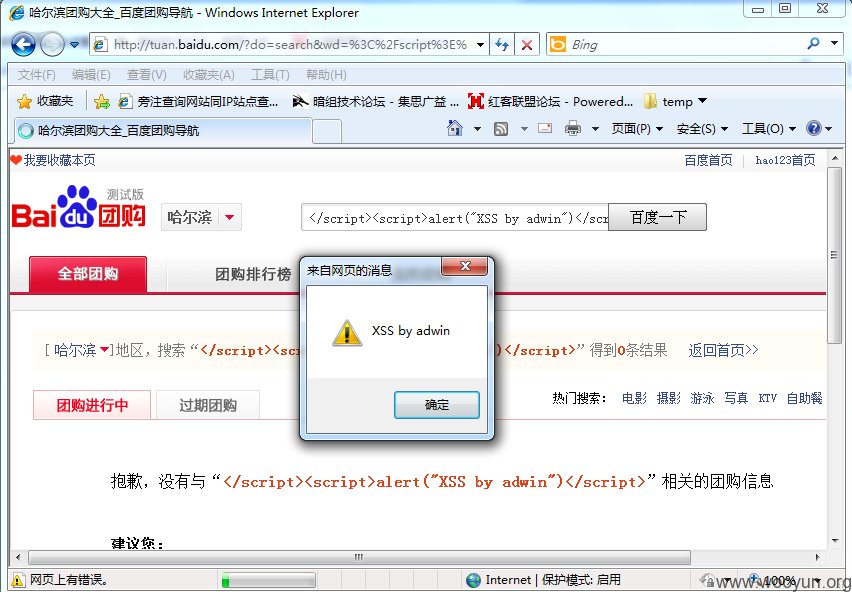 哈尔滨团购大全_百度团购导航 - Windows Internet Explorer
http://tuan.baidu.com/?do=search&wd=%3C%2Fscript%3E% Bing
文件(F) 编辑(E) 查看(V) 收藏夹(A) 工具(T) 帮助(H)
收藏夹 旁注查询网站同IP站点查... 暗组技术论坛 - 集思广益 ... 红客联盟论坛 - Powered... temp
哈尔滨团购大全_百度团购导航 页面(P) 安全(S) 工具(O)
我要收藏本页 百度首页 hao123首页
测试版
Bai du 团购 哈尔滨 </script><script>alert("XSS by adwin")</scr 百度一下
全部团购 团购排行榜
来自网页的消息
XSS by adwin
确定
[ 哈尔滨 ]地区，搜索“</script><sc )</script>”得到0条结果 返回首页>>
团购进行中 过期团购 热门搜索： 电影 摄影 游泳 写真 KTV 自助餐
抱歉，没有与“</script><script>alert("XSS by adwin")</script>”相关的团购信息
建议您：
网页上有错误。 Internet | 保护模式: 启用 100%
www.wooyun.org